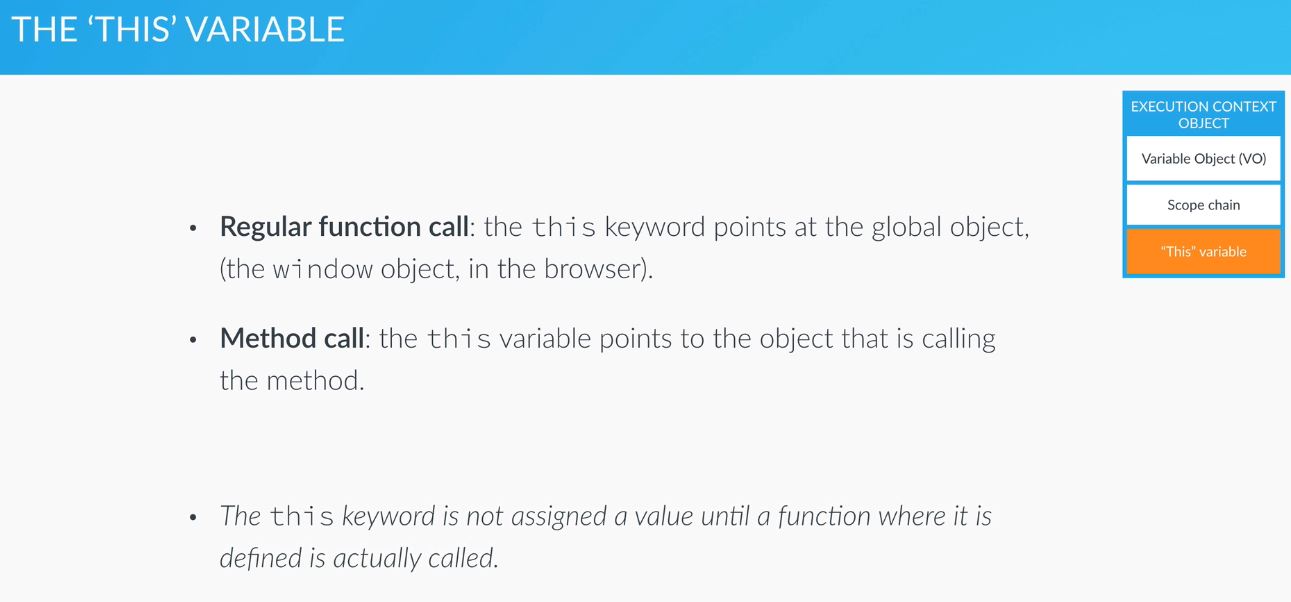 THE ‘THIS’ VARIABLE
EXECUTION CONTEXT
OBJECT
Variable Object (VO)
Scope chain
“This” variable
• Regular function call: the this keyword points at the global object,
(the window object, in the browser).
• Method call: the this variable points to the object that is calling
the method.
• The this keyword is not assigned a value until a function where it is
defined is actually called.